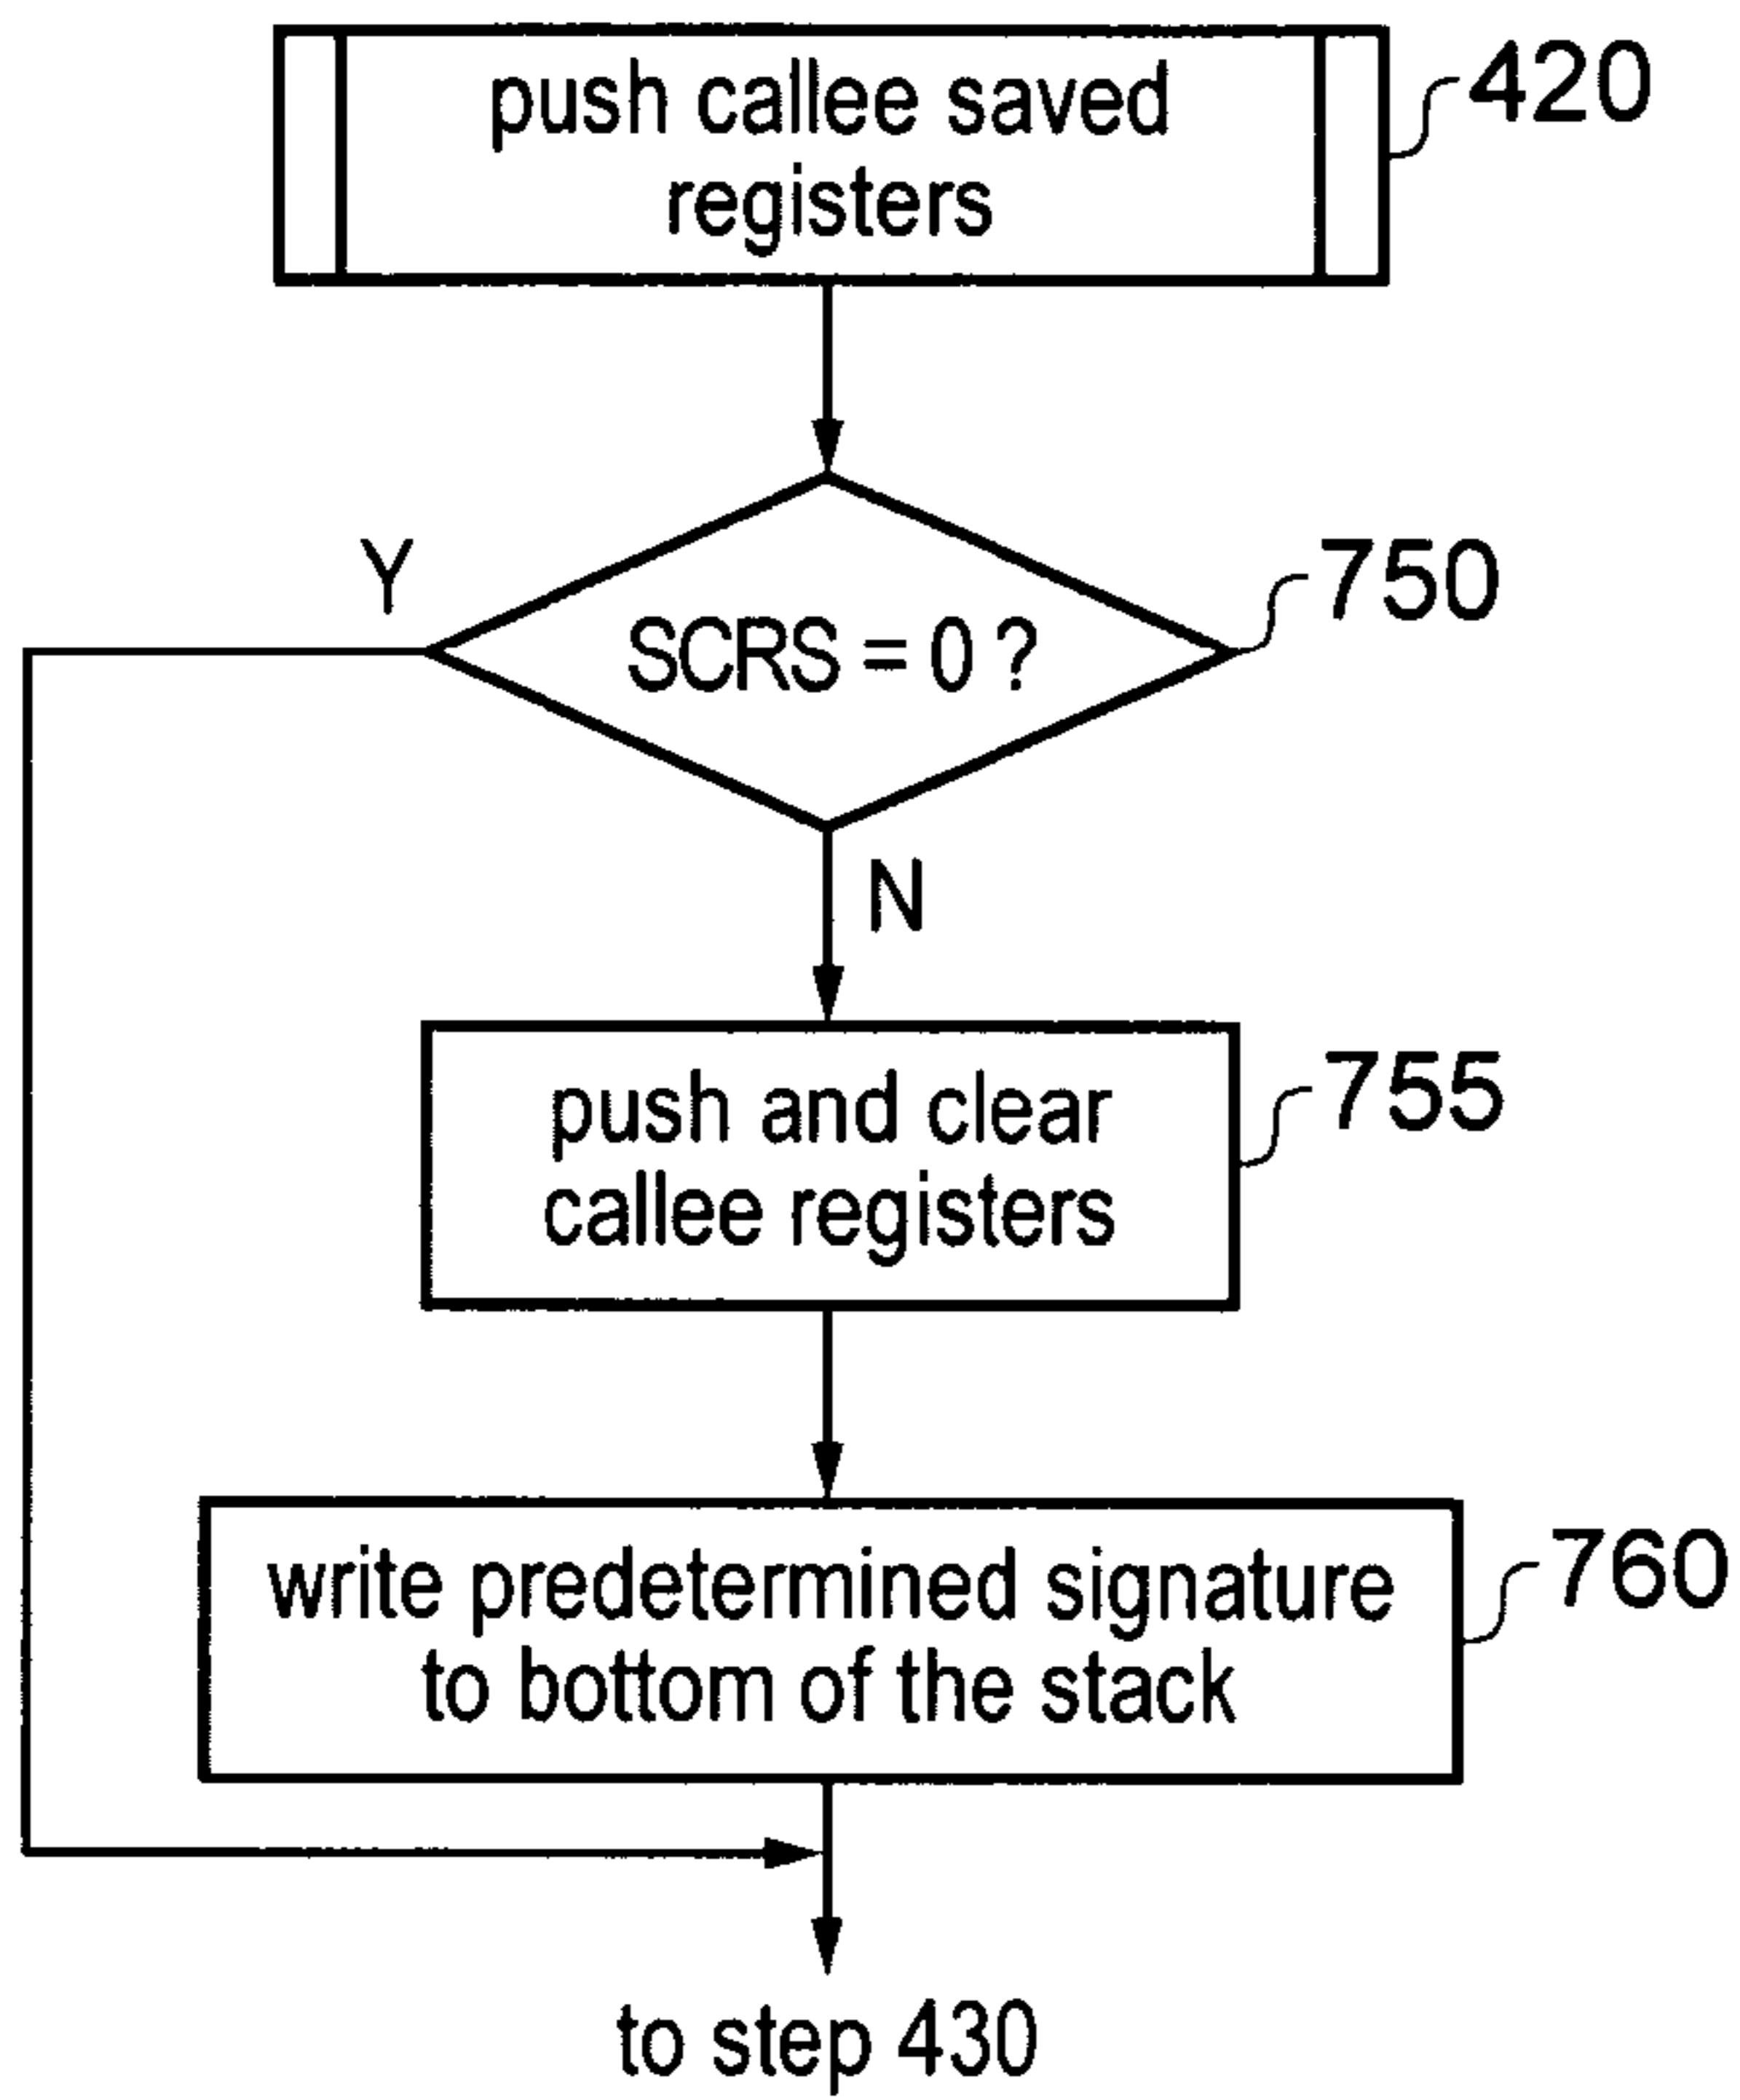 push callee saved
registers
420
Y
750
SCRS = 0 ?
N
755
push and clear
callee registers
760
write predetermined signature
to bottom of the stack
to step 430